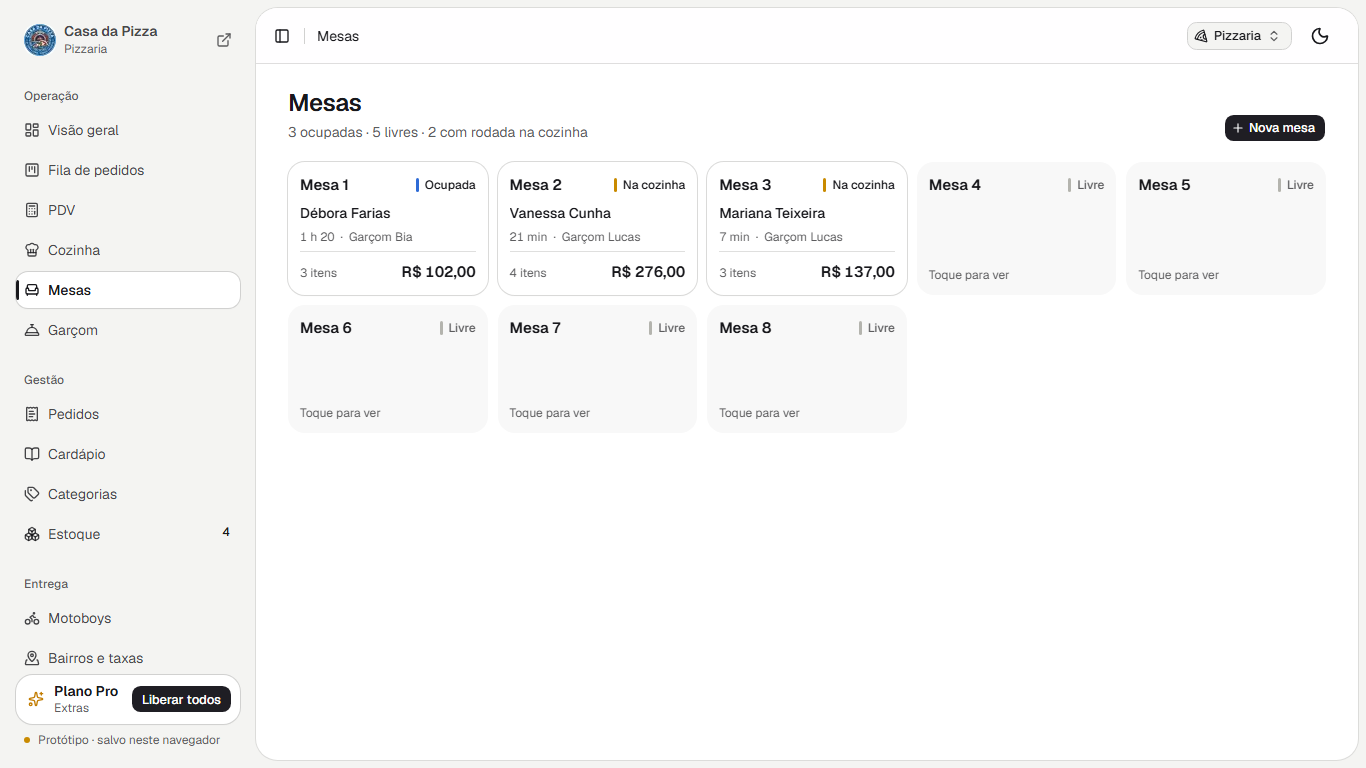 Casa da Pizza
Pizzaria
Operação
Visão geral
Fila de pedidos
PDV
Cozinha
Mesas
Garçom
Gestão
Pedidos
Cardápio
Categorias
Estoque 4
Entrega
Motoboys
Bairros e taxas
Plano Pro
Extras
Liberar todos
Protótipo · salvo neste navegador
Mesas
Pizzaria
Mesas
3 ocupadas · 5 livres · 2 com rodada na cozinha
Nova mesa
Mesa 1 Ocupada
Débora Farias
1 h 20 · Garçom Bia
3 itens R$ 102,00
Mesa 2 Na cozinha
Vanessa Cunha
21 min · Garçom Lucas
4 itens R$ 276,00
Mesa 3 Na cozinha
Mariana Teixeira
7 min · Garçom Lucas
3 itens R$ 137,00
Mesa 4 Livre
Toque para ver
Mesa 5 Livre
Toque para ver
Mesa 6 Livre
Toque para ver
Mesa 7 Livre
Toque para ver
Mesa 8 Livre
Toque para ver